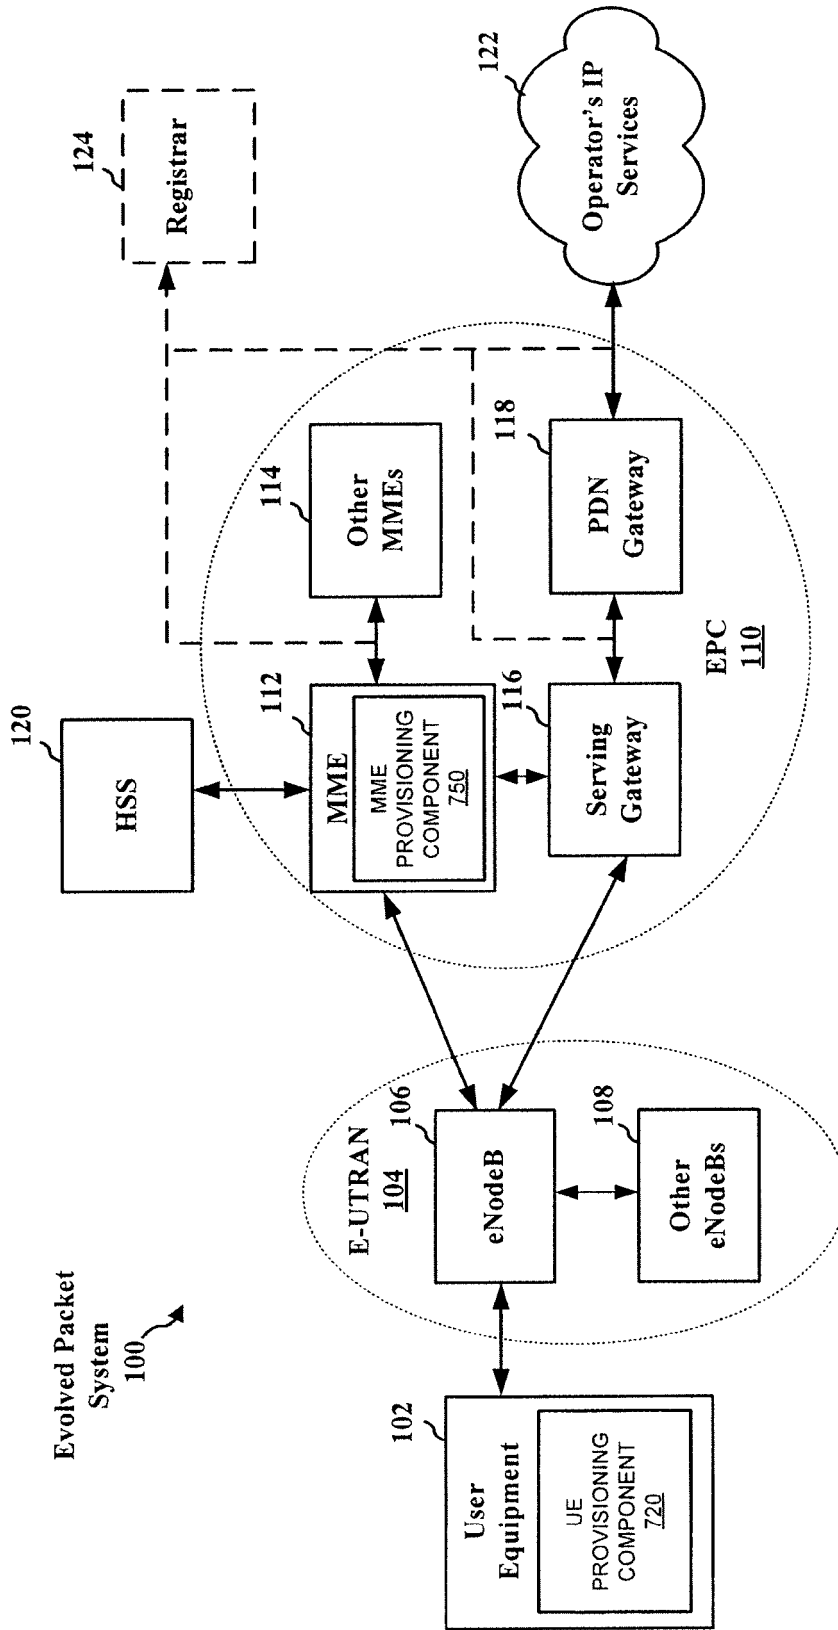 Evolved Packet
System
100
102
User
Equipment
UE
PROVISIONING
COMPONENT
720
E-UTRAN
104
106
eNodeB
108
Other
eNodeBs
120
HSS
112
MME
MME
PROVISIONING
COMPONENT
750
114
Other
MMEs
116
Serving
Gateway
118
PDN
Gateway
EPC
110
124
Registrar
122
Operator's IP
Services